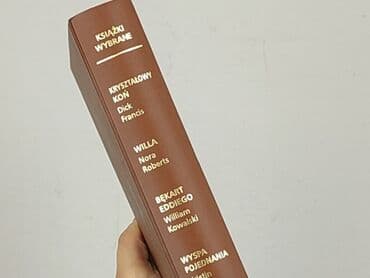 KSIĄŻKI
WYBRANE
KRYSZTAŁOWY
KOŃ
Dick
Francis
WILLA
Nora
Roberts
BĘKART
EDDIEGO
William
Kowalski
WYSPA
POJEDNANIA